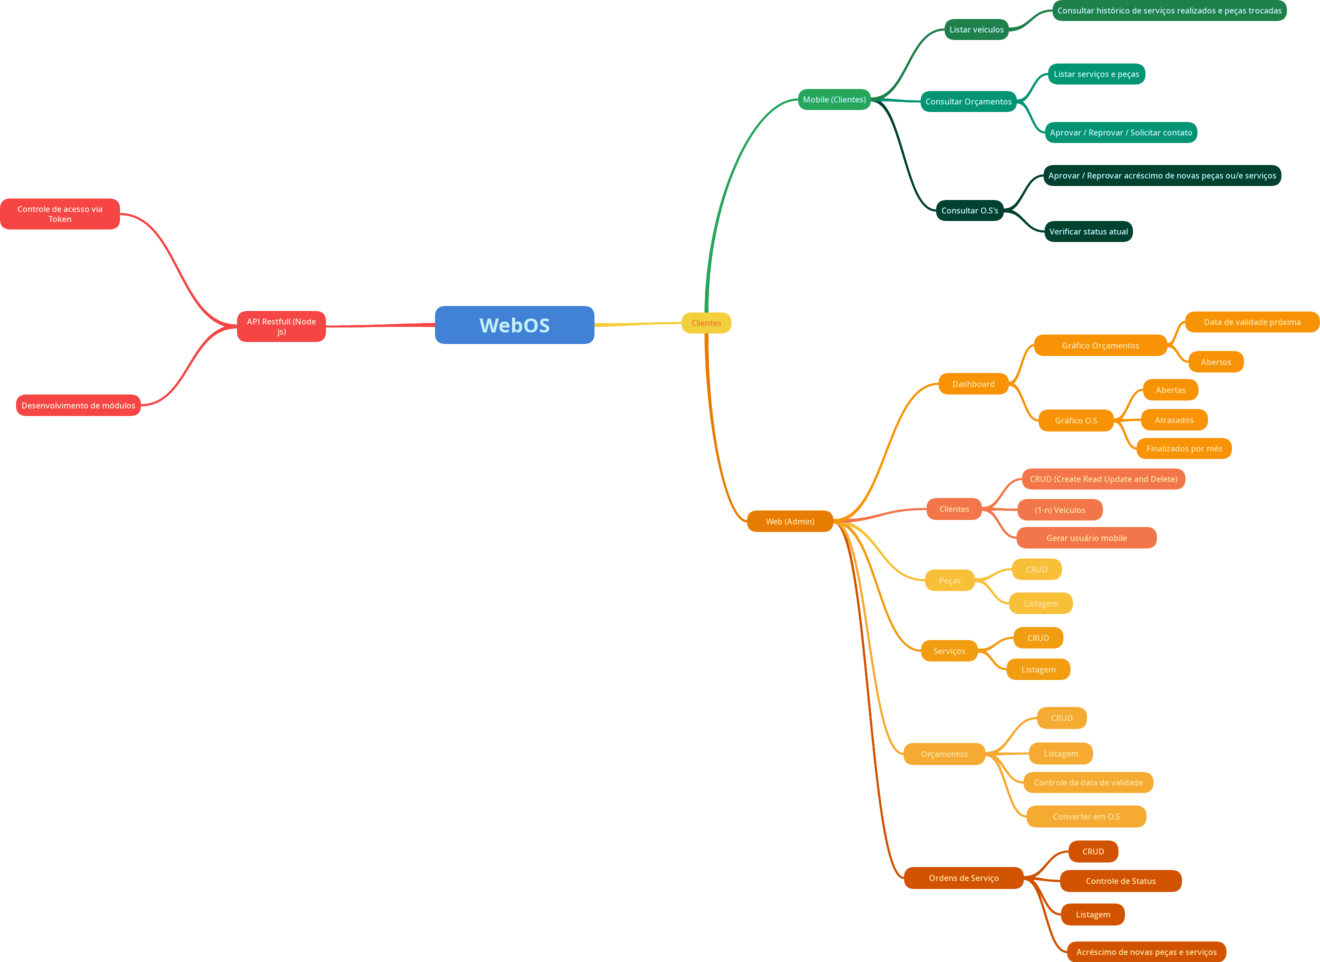 WebOS
API Restfull (Node
js)
Controle de acesso via
Token
Desenvolvimento de módulos
Clientes
Mobile (Clientes)
Listar veículos
Consultar histórico de serviços realizados e peças trocadas
Consultar Orçamentos
Listar serviços e peças
Aprovar / Reprovar / Solicitar contato
Consultar O.S's
Aprovar / Reprovar acréscimo de novas peças ou/e serviços
Verificar status atual
Web (Admin)
Dashboard
Gráfico Orçamentos
Data de validade próxima
Abertos
Gráfico O.S
Abertas
Atrasados
Finalizados por mês
Clientes
CRUD (Create Read Update and Delete)
(1-n) Veículos
Gerar usuário mobile
Peças
CRUD
Listagem
Serviços
CRUD
Listagem
Orçamentos
CRUD
Listagem
Controle da data de validade
Converter em O.S
Ordens de Serviço
CRUD
Controle de Status
Listagem
Acréscimo de novas peças e serviços